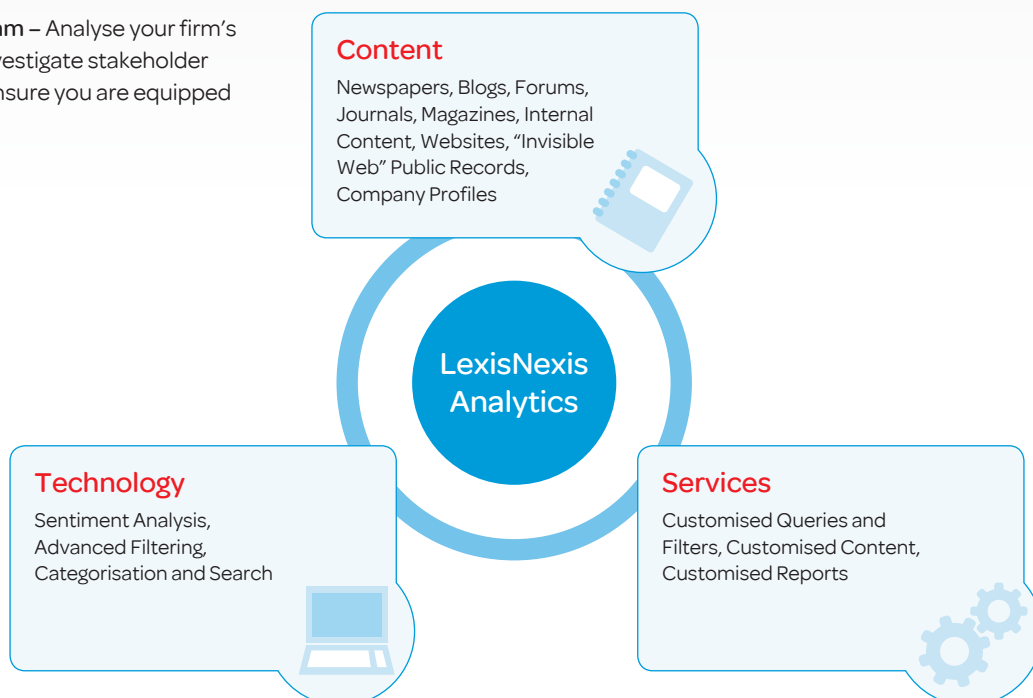 am – Analyse your firm's
vestigate stakeholder
nsure you are equipped
Content
Newspapers, Blogs, Forums,
Journals, Magazines, Internal
Content, Websites, “Invisible
Web” Public Records,
Company Profiles
LexisNexis
Analytics
Technology
Sentiment Analysis,
Advanced Filtering,
Categorisation and Search
Services
Customised Queries and
Filters, Customised Content,
Customised Reports